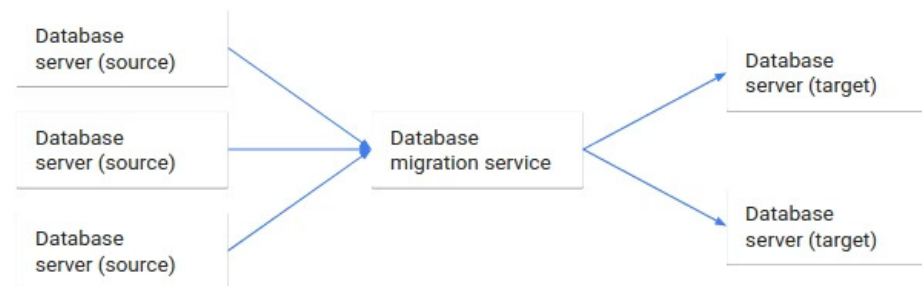 Database
server (source)
Database
server (source)
Database
server (source)
Database
migration service
Database
server (target)
Database
server (target)